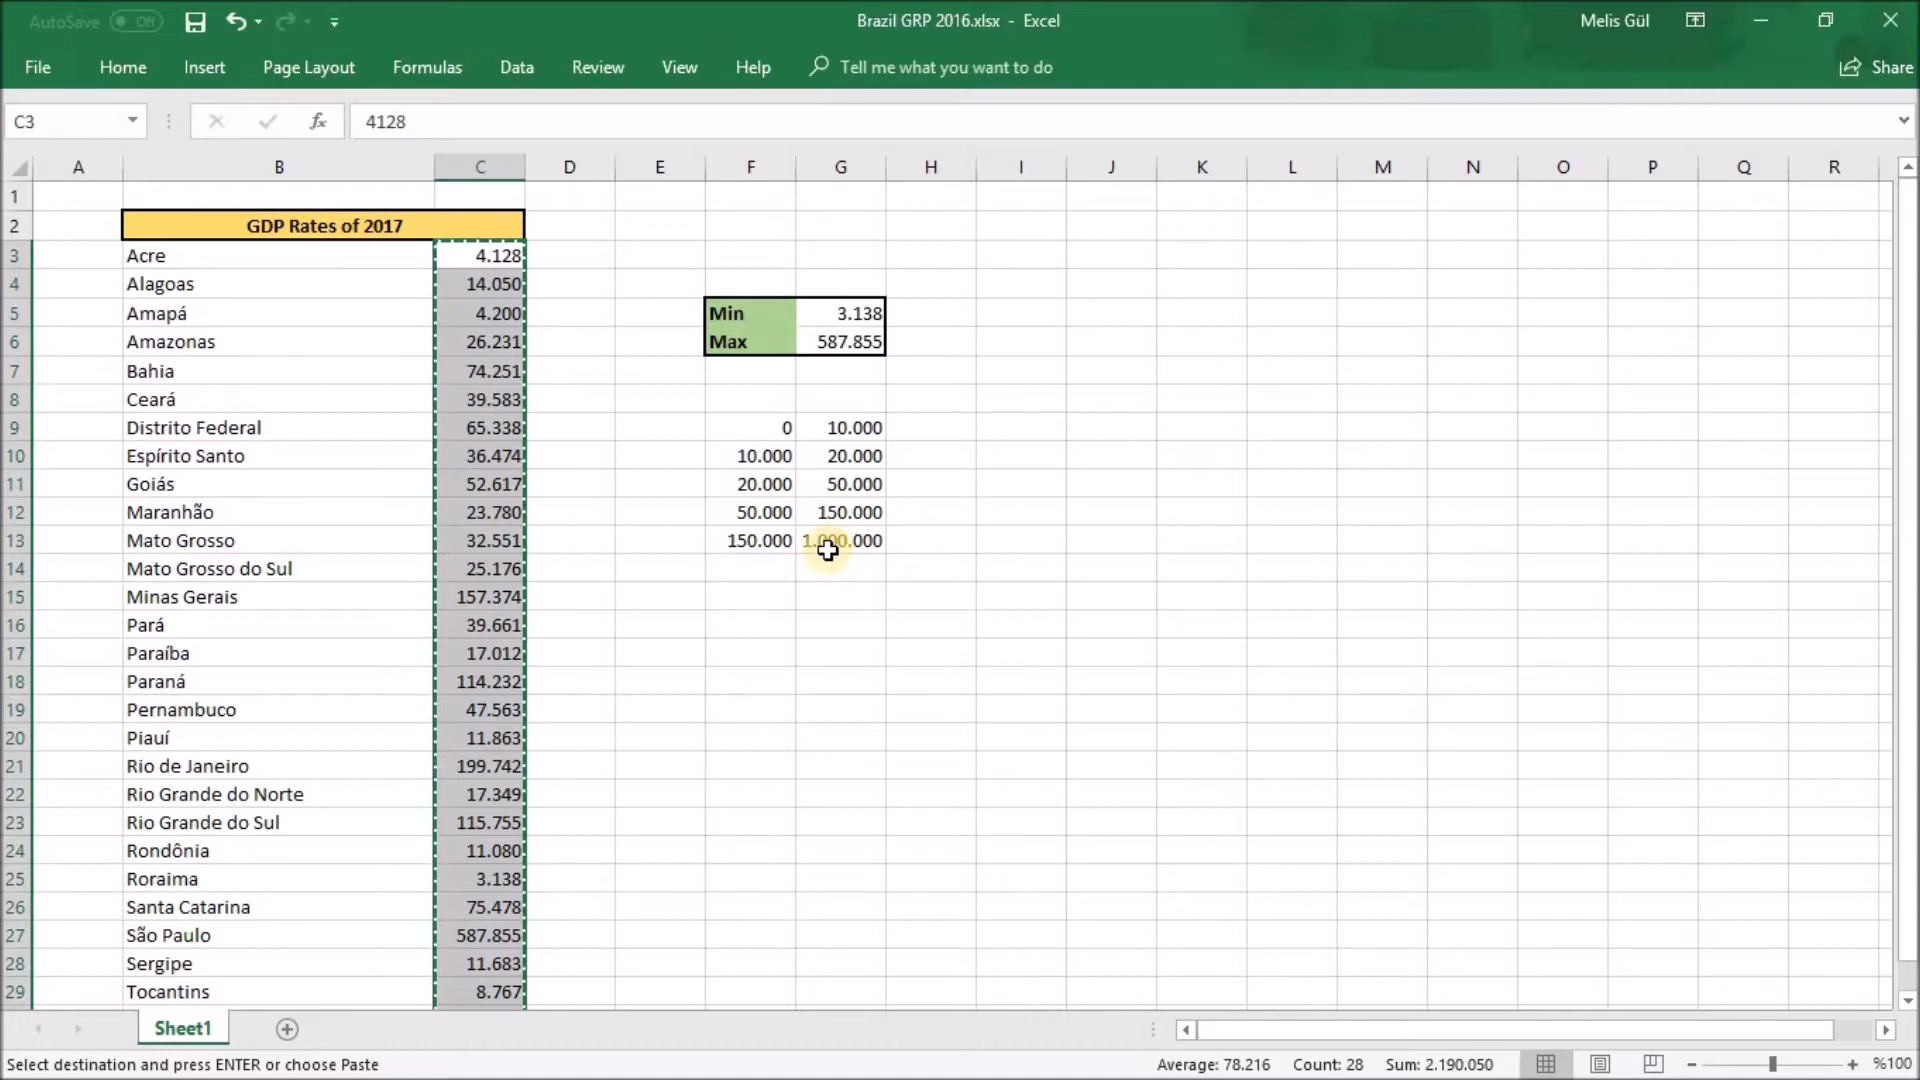 AutoSave Off Brazil GRP 2016.xlsx - Excel Melis Gül
File Home Insert Page Layout Formulas Data Review View Help Tell me what you want to do Share
C3 fx 4128
A B C D E F G H I J K L M N O P Q R
1
2 GDP Rates of 2017
3 Acre 4.128
4 Alagoas 14.050
5 Amapá 4.200 Min 3.138
6 Amazonas 26.231 Max 587.855
7 Bahia 74.251
8 Ceará 39.583
9 Distrito Federal 65.338 0 10.000
10 Espírito Santo 36.474 10.000 20.000
11 Goiás 52.617 20.000 50.000
12 Maranhão 23.780 50.000 150.000
13 Mato Grosso 32.551 150.000 1.000.000
14 Mato Grosso do Sul 25.176
15 Minas Gerais 157.374
16 Pará 39.661
17 Paraíba 17.012
18 Paraná 114.232
19 Pernambuco 47.563
20 Piauí 11.863
21 Rio de Janeiro 199.742
22 Rio Grande do Norte 17.349
23 Rio Grande do Sul 115.755
24 Rondônia 11.080
25 Roraima 3.138
26 Santa Catarina 75.478
27 São Paulo 587.855
28 Sergipe 11.683
29 Tocantins 8.767
Sheet1
Select destination and press ENTER or choose Paste Average: 78.216 Count: 28 Sum: 2.190.050 %100